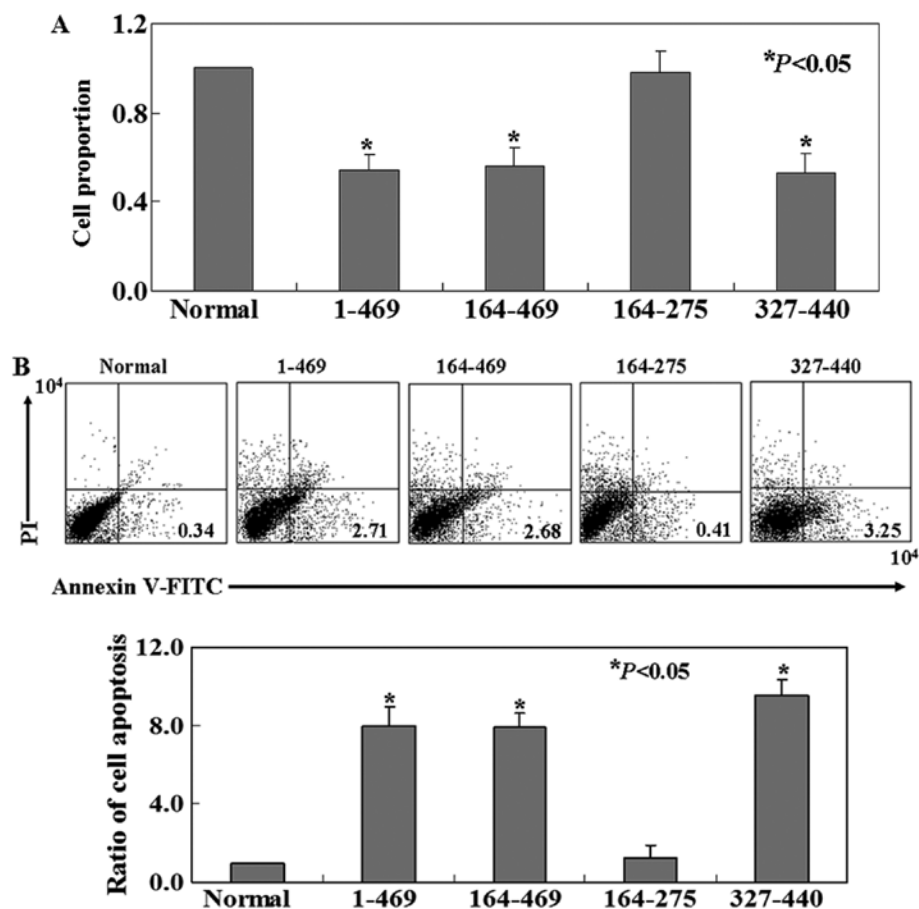 A
1.2
0.8
0.4
0.0
Cell proportion
*P<0.05
* * *
Normal 1-469 164-469 164-275 327-440
B
Normal 1-469 164-469 164-275 327-440
10⁴
PI
0.34 2.71 2.68 0.41 3.25
10⁴
Annexin V-FITC
12.0
8.0
4.0
0.0
Ratio of cell apoptosis
*P<0.05
* * *
Normal 1-469 164-469 164-275 327-440